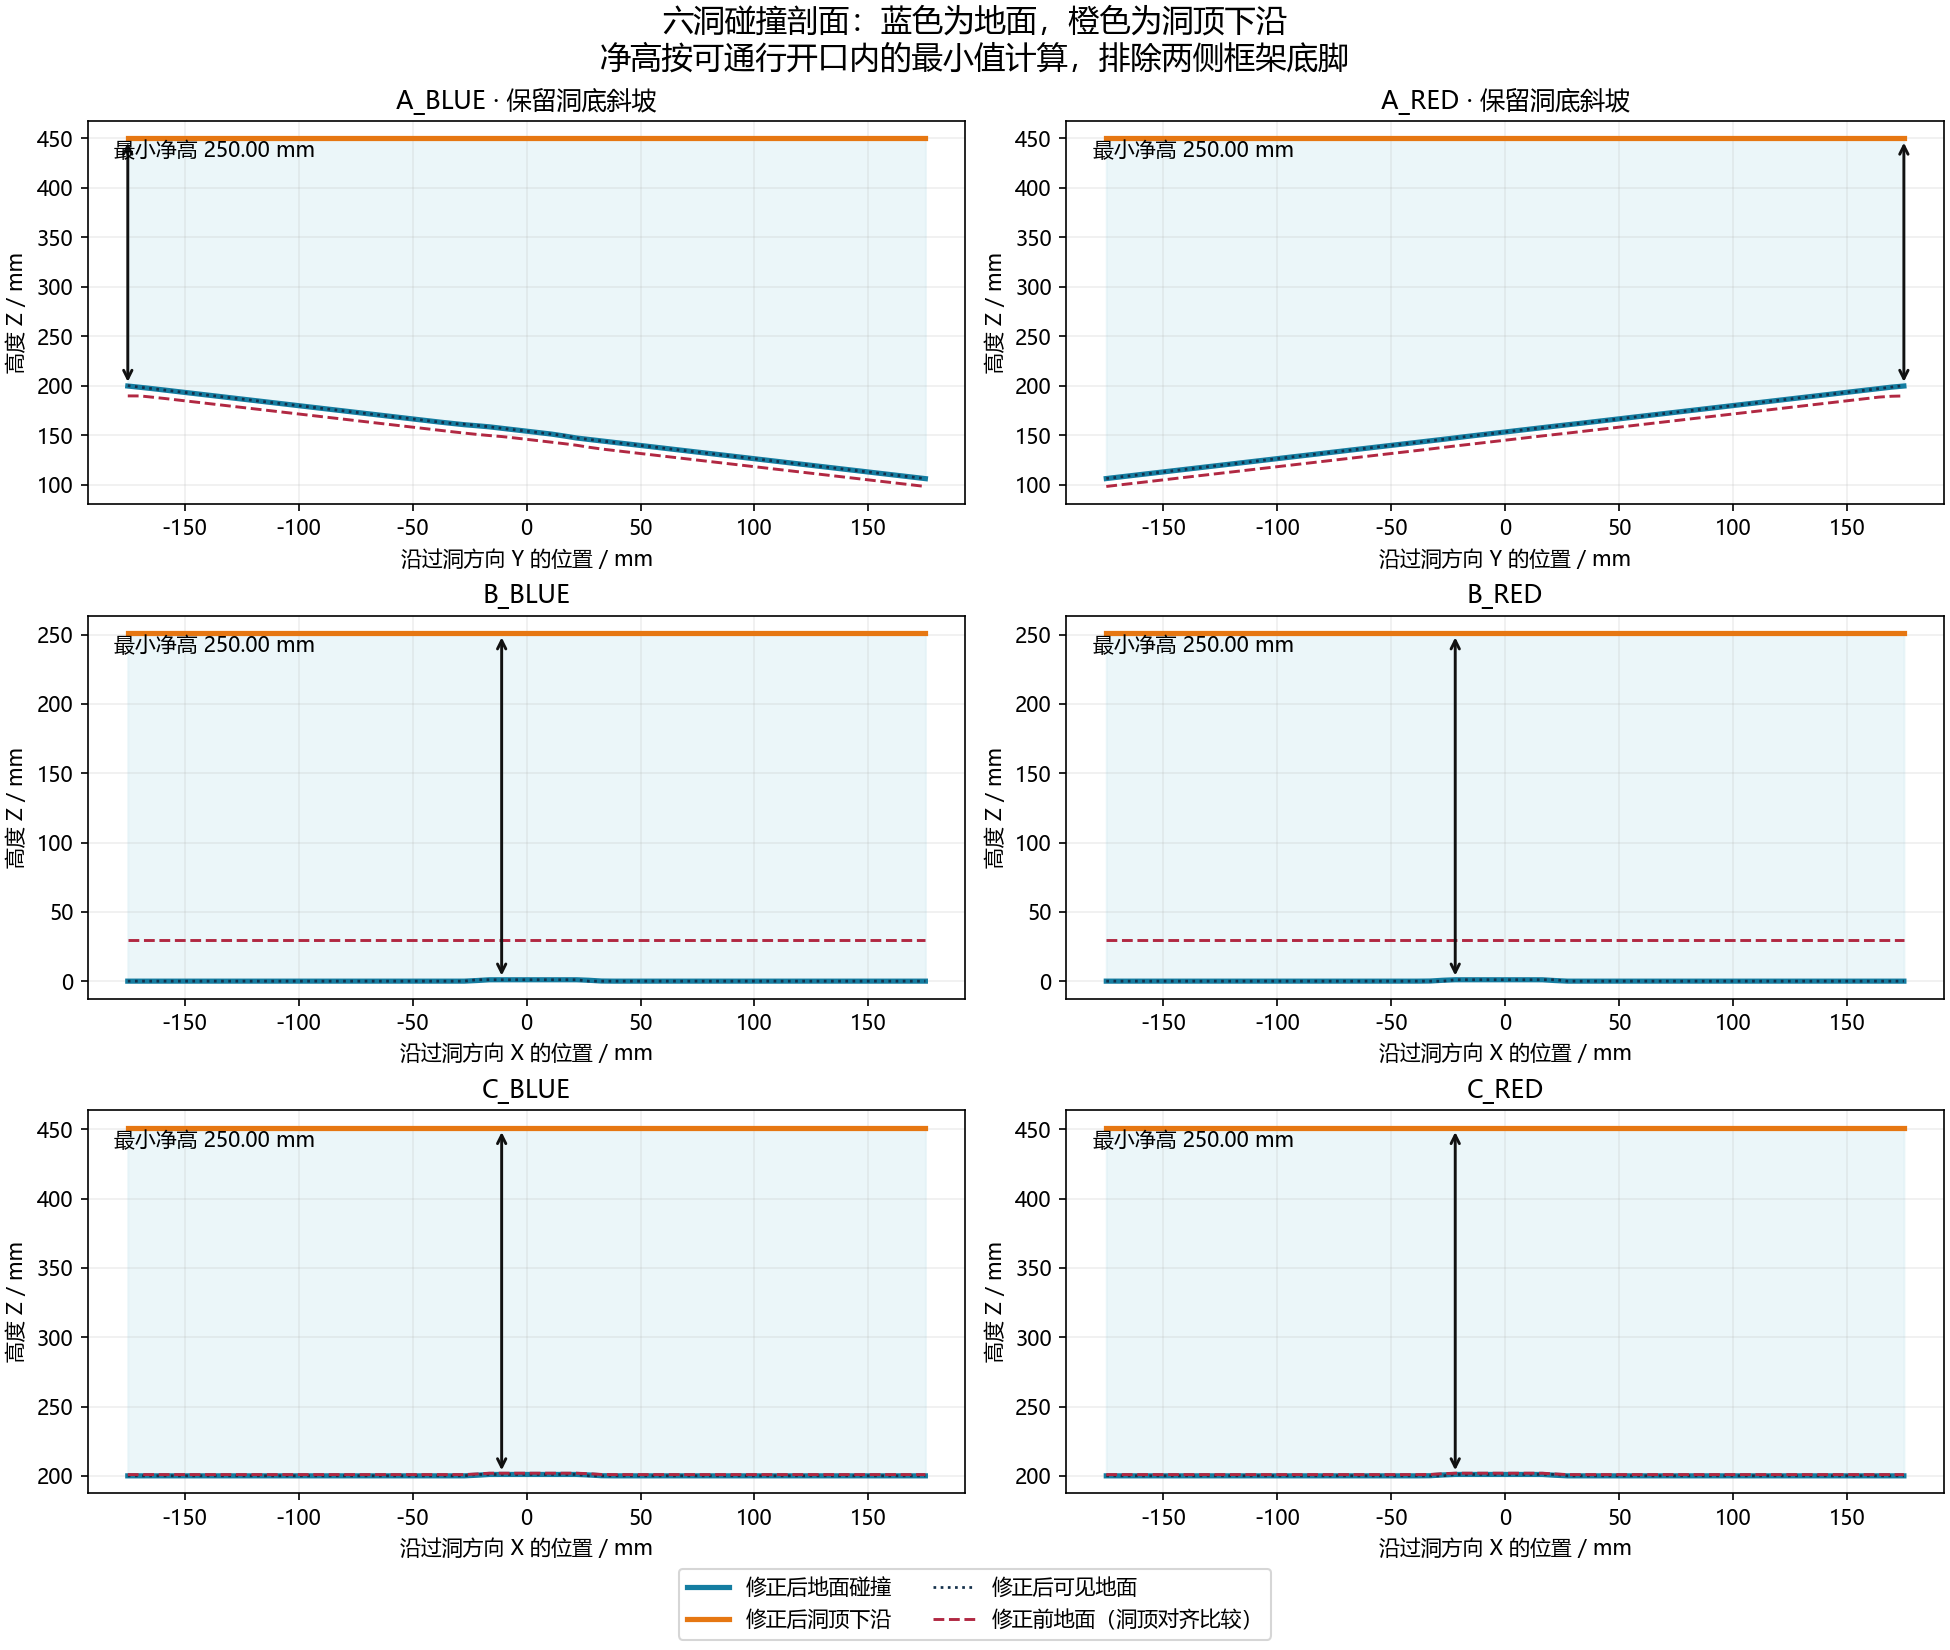 六洞碰撞剖面：蓝色为地面，橙色为洞顶下沿
净高按可通行开口内的最小值计算，排除两侧框架底脚
A_BLUE · 保留洞底斜坡
最小净高 250.00 mm
高度 Z / mm
450
400
350
300
250
200
150
100
-150 -100 -50 0 50 100 150
沿过洞方向 Y 的位置 / mm
A_RED · 保留洞底斜坡
最小净高 250.00 mm
高度 Z / mm
450
400
350
300
250
200
150
100
-150 -100 -50 0 50 100 150
沿过洞方向 Y 的位置 / mm
B_BLUE
最小净高 250.00 mm
高度 Z / mm
250
200
150
100
50
0
-150 -100 -50 0 50 100 150
沿过洞方向 X 的位置 / mm
B_RED
最小净高 250.00 mm
高度 Z / mm
250
200
150
100
50
0
-150 -100 -50 0 50 100 150
沿过洞方向 X 的位置 / mm
C_BLUE
最小净高 250.00 mm
高度 Z / mm
450
400
350
300
250
200
-150 -100 -50 0 50 100 150
沿过洞方向 X 的位置 / mm
C_RED
最小净高 250.00 mm
高度 Z / mm
450
400
350
300
250
200
-150 -100 -50 0 50 100 150
沿过洞方向 X 的位置 / mm
修正后地面碰撞
修正后洞顶下沿
修正后可见地面
修正前地面（洞顶对齐比较）